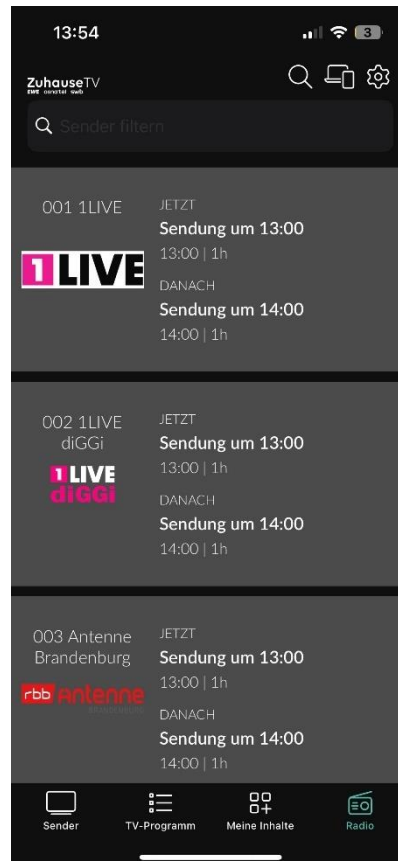 13:54
3
ZuhauseTV
EWE osnatel swb
Sender filtern
001 1LIVE
1LIVE
JETZT
Sendung um 13:00
13:00 | 1h
DANACH
Sendung um 14:00
14:00 | 1h
002 1LIVE
diGGi
1LIVE
diGGi
JETZT
Sendung um 13:00
13:00 | 1h
DANACH
Sendung um 14:00
14:00 | 1h
003 Antenne
Brandenburg
rbb Antenne
BRANDENBURG
JETZT
Sendung um 13:00
13:00 | 1h
DANACH
Sendung um 14:00
14:00 | 1h
Sender
TV-Programm
Meine Inhalte
Radio